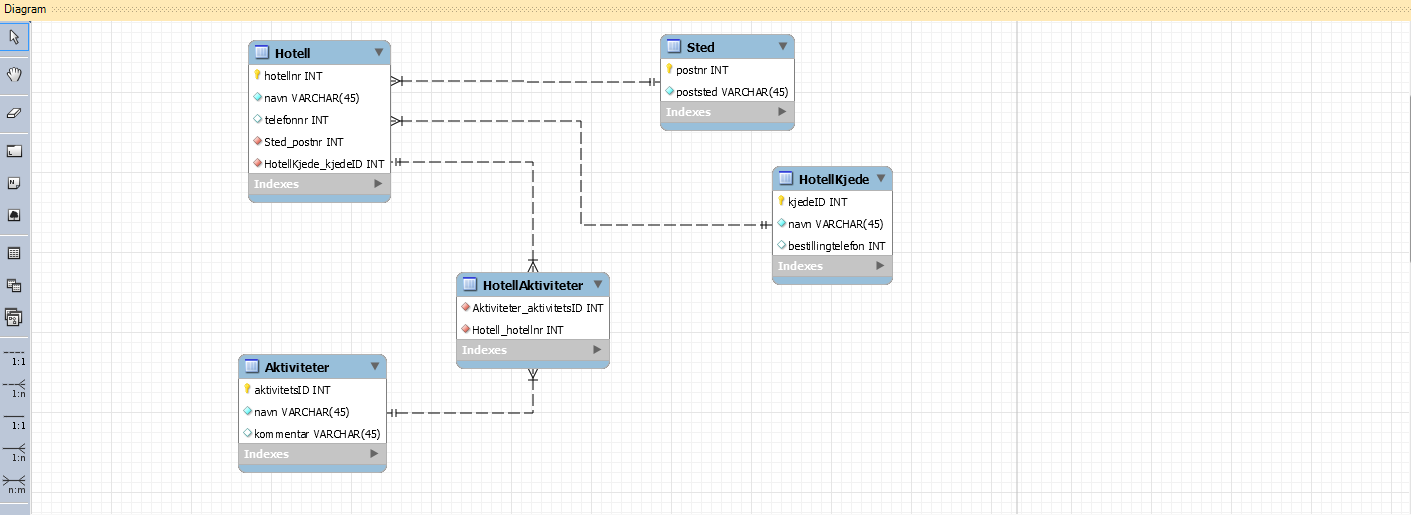 Diagram
Hotell
hotellnr INT
navn VARCHAR(45)
telefonnr INT
Sted_postnr INT
HotellKjede_kjedeID INT
Indexes
Sted
postnr INT
poststed VARCHAR(45)
Indexes
HotellKjede
kjedeID INT
navn VARCHAR(45)
bestillingtelefon INT
Indexes
HotellAktiviteter
Aktiviteter_aktivitetsID INT
Hotell_hotellnr INT
Indexes
Aktiviteter
aktivitetsID INT
navn VARCHAR(45)
kommentar VARCHAR(45)
Indexes
1:1
1:n
1:1
1:n
n:m